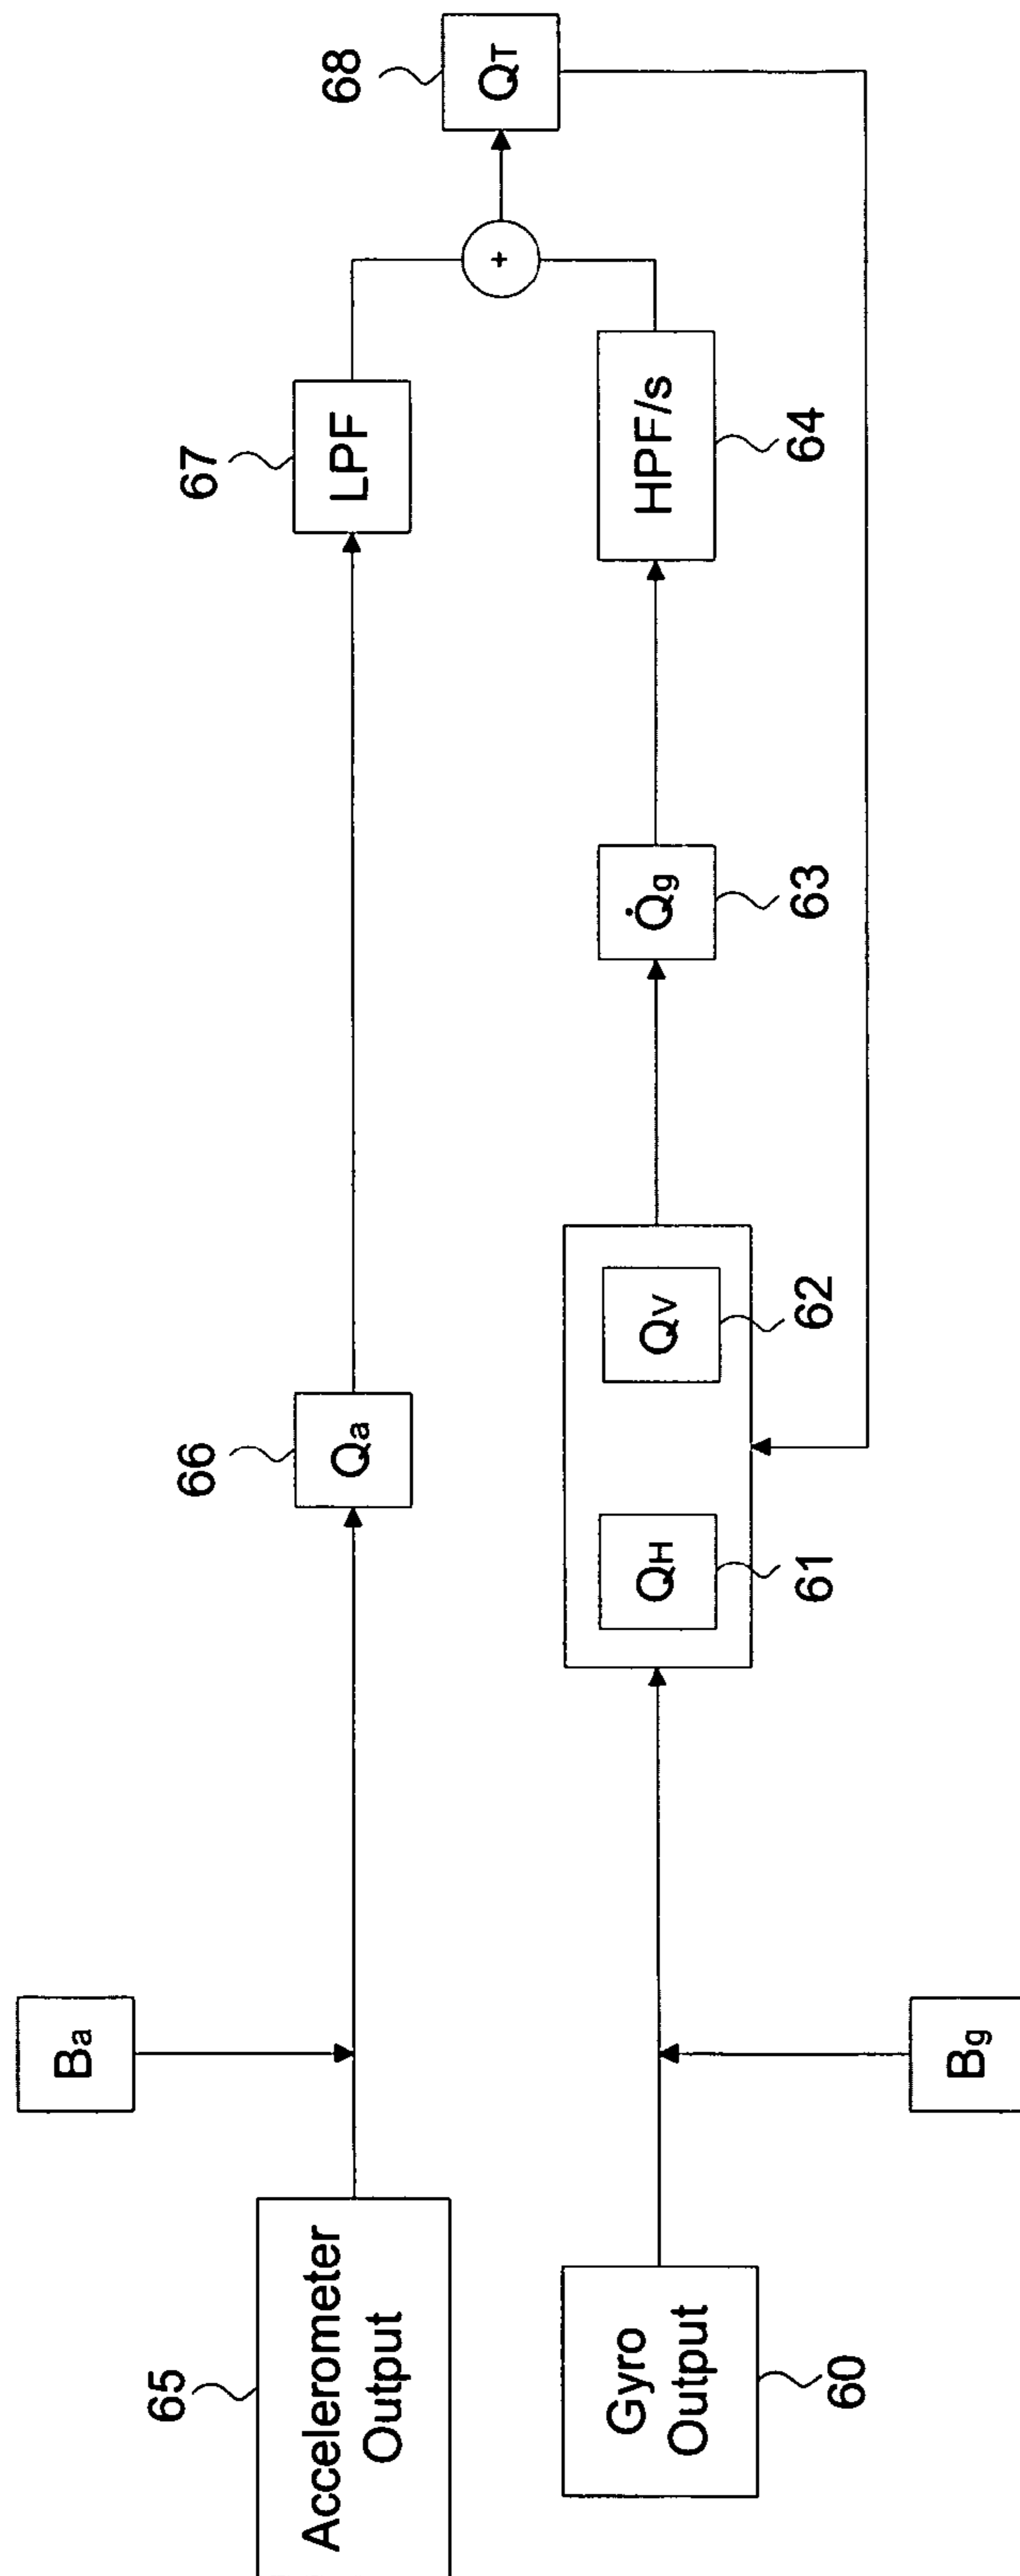 Ba
65
Accelerometer
Output
66
Qa
67
LPF
68
QT
+
Gyro
Output
60
QH
61
QV
62
Q̇g
63
HPF/s
64
Bg